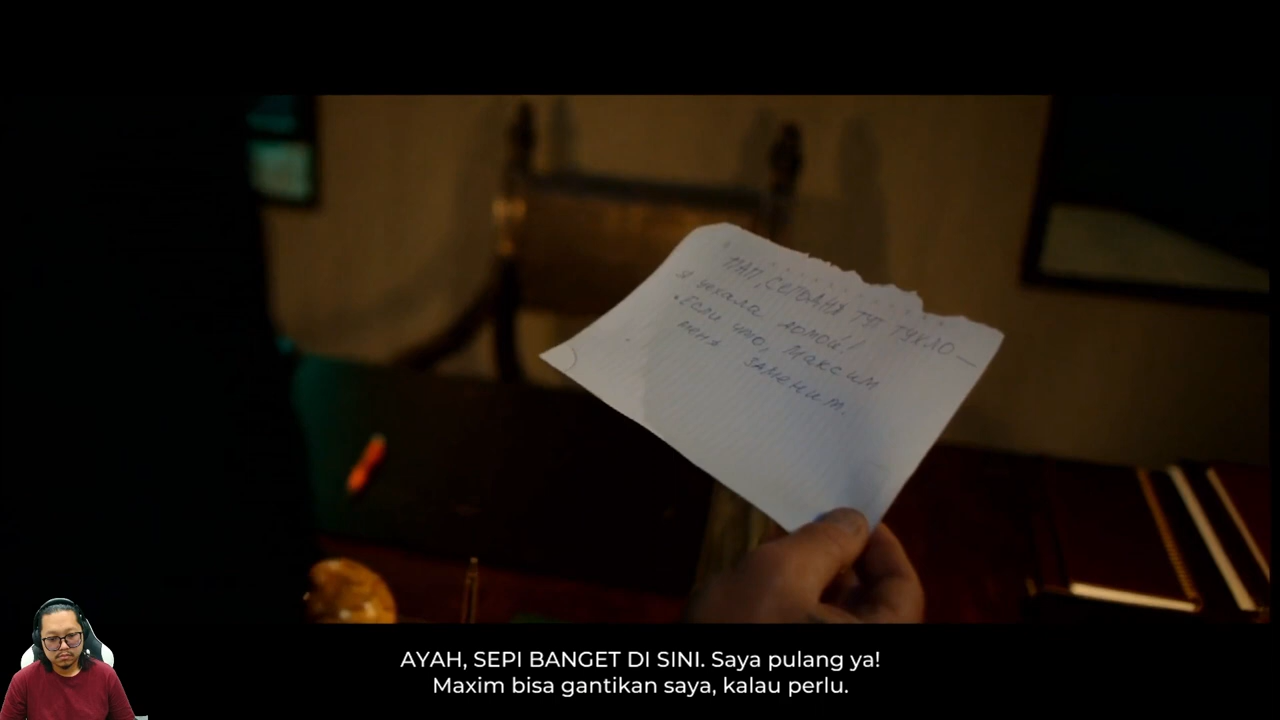 ПАП, СЕГОДНЯ ТУТ ТУХЛО —
Я уехала домой!
Если что, Максим
меня заменит.
AYAH, SEPI BANGET DI SINI. Saya pulang ya!
Maxim bisa gantikan saya, kalau perlu.